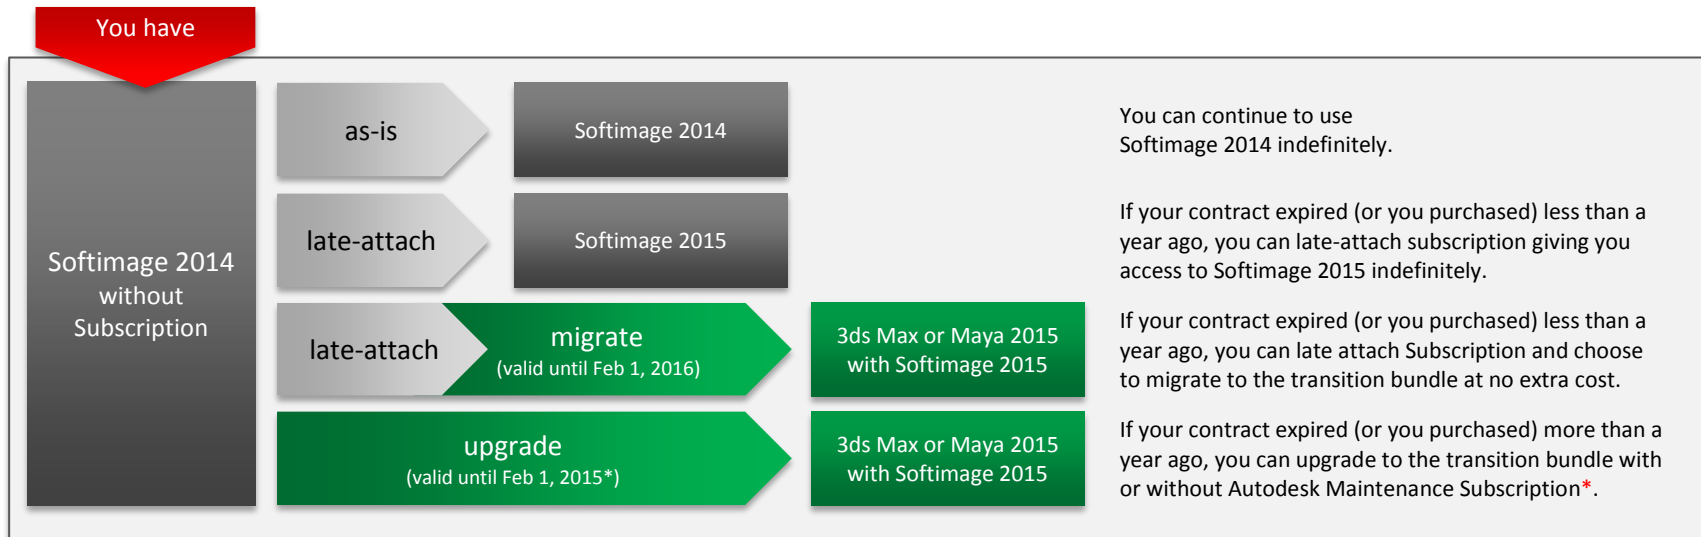 You have
Softimage 2014
without
Subscription
as-is
Softimage 2014
You can continue to use
Softimage 2014 indefinitely.
late-attach
Softimage 2015
If your contract expired (or you purchased) less than a
year ago, you can late-attach subscription giving you
access to Softimage 2015 indefinitely.
late-attach
migrate
(valid until Feb 1, 2016)
3ds Max or Maya 2015
with Softimage 2015
If your contract expired (or you purchased) less than a
year ago, you can late attach Subscription and choose
to migrate to the transition bundle at no extra cost.
upgrade
(valid until Feb 1, 2015*)
3ds Max or Maya 2015
with Softimage 2015
If your contract expired (or you purchased) more than a
year ago, you can upgrade to the transition bundle with
or without Autodesk Maintenance Subscription*.